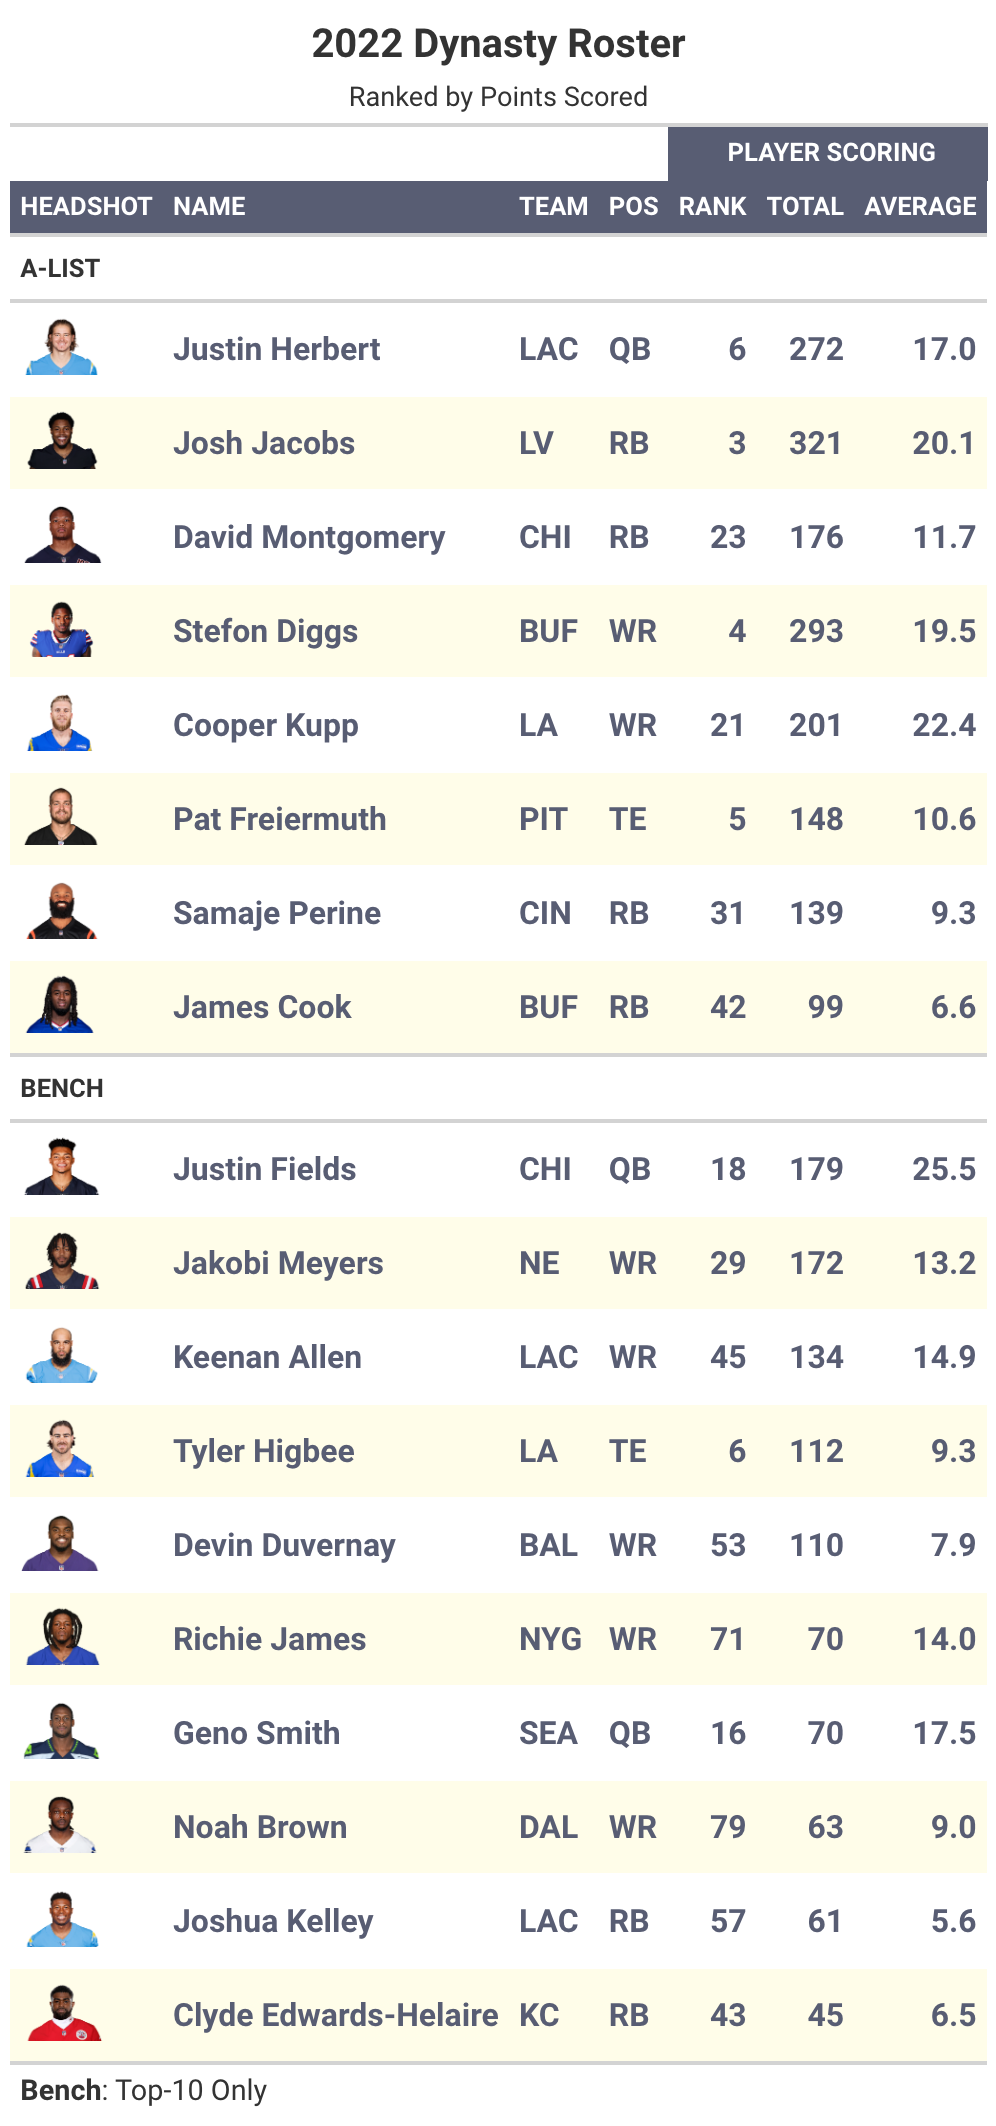 2022 Dynasty Roster
Ranked by Points Scored
PLAYER SCORING
HEADSHOT NAME TEAM POS RANK TOTAL AVERAGE
A-LIST
Justin Herbert LAC QB 6 272 17.0
Josh Jacobs LV RB 3 321 20.1
David Montgomery CHI RB 23 176 11.7
Stefon Diggs BUF WR 4 293 19.5
Cooper Kupp LA WR 21 201 22.4
Pat Freiermuth PIT TE 5 148 10.6
Samaje Perine CIN RB 31 139 9.3
James Cook BUF RB 42 99 6.6
BENCH
Justin Fields CHI QB 18 179 25.5
Jakobi Meyers NE WR 29 172 13.2
Keenan Allen LAC WR 45 134 14.9
Tyler Higbee LA TE 6 112 9.3
Devin Duvernay BAL WR 53 110 7.9
Richie James NYG WR 71 70 14.0
Geno Smith SEA QB 16 70 17.5
Noah Brown DAL WR 79 63 9.0
Joshua Kelley LAC RB 57 61 5.6
Clyde Edwards-Helaire KC RB 43 45 6.5
Bench: Top-10 Only